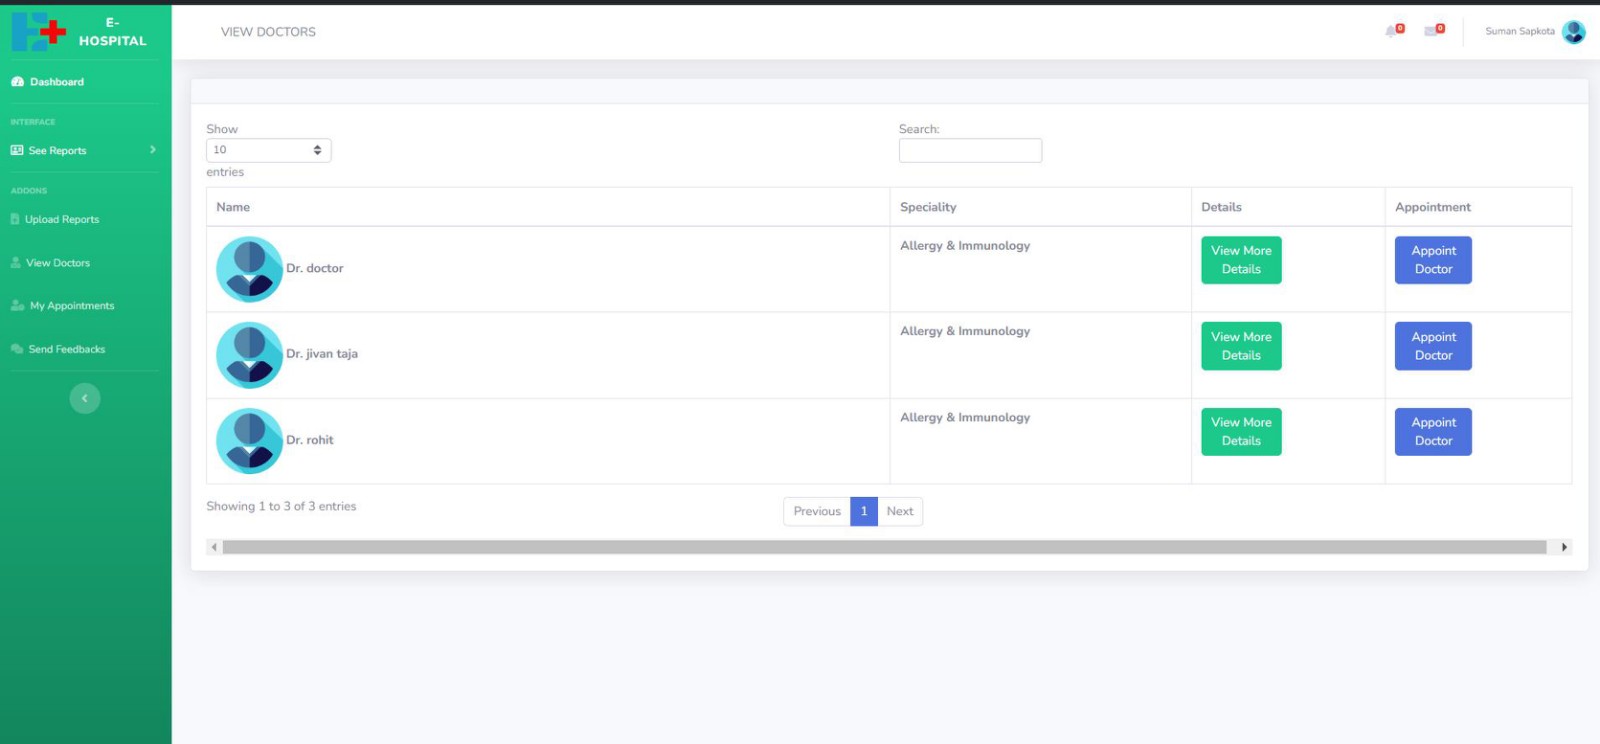 E-
HOSPITAL
VIEW DOCTORS
0
0
Suman Sapkota
Dashboard
INTERFACE
See Reports
ADDONS
Upload Reports
View Doctors
My Appointments
Send Feedbacks
Show
10
entries
Search:
Name Speciality Details Appointment
Dr. doctor
Allergy & Immunology
View More
Details
Appoint
Doctor
Dr. jivan taja
Allergy & Immunology
View More
Details
Appoint
Doctor
Dr. rohit
Allergy & Immunology
View More
Details
Appoint
Doctor
Showing 1 to 3 of 3 entries
Previous 1 Next